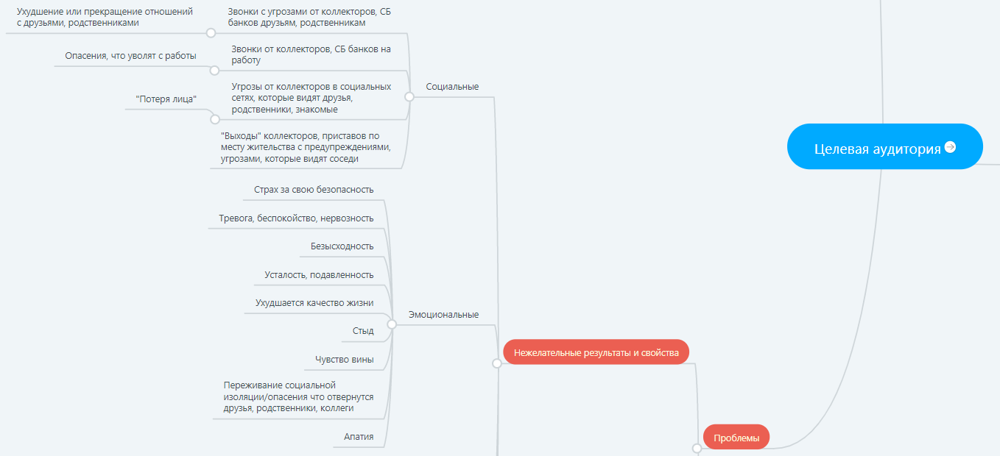 Ухудшение или прекращение отношений
с друзьями, родственниками
Звонки с угрозами от коллекторов, СБ
банков друзьям, родственникам
Опасения, что уволят с работы
Звонки от коллекторов, СБ банков на
работу
"Потеря лица"
Угрозы от коллекторов в социальных
сетях, которые видят друзья,
родственники, знакомые
"Выходы" коллекторов, приставов по
месту жительства с предупреждениями,
угрозами, которые видят соседи
Социальные
Страх за свою безопасность
Тревога, беспокойство, нервозность
Безысходность
Усталость, подавленность
Ухудшается качество жизни
Стыд
Чувство вины
Переживание социальной
изоляции/опасения что отвернутся
друзья, родственники, коллеги
Апатия
Эмоциональные
Нежелательные результаты и свойства
Проблемы
Целевая аудитория